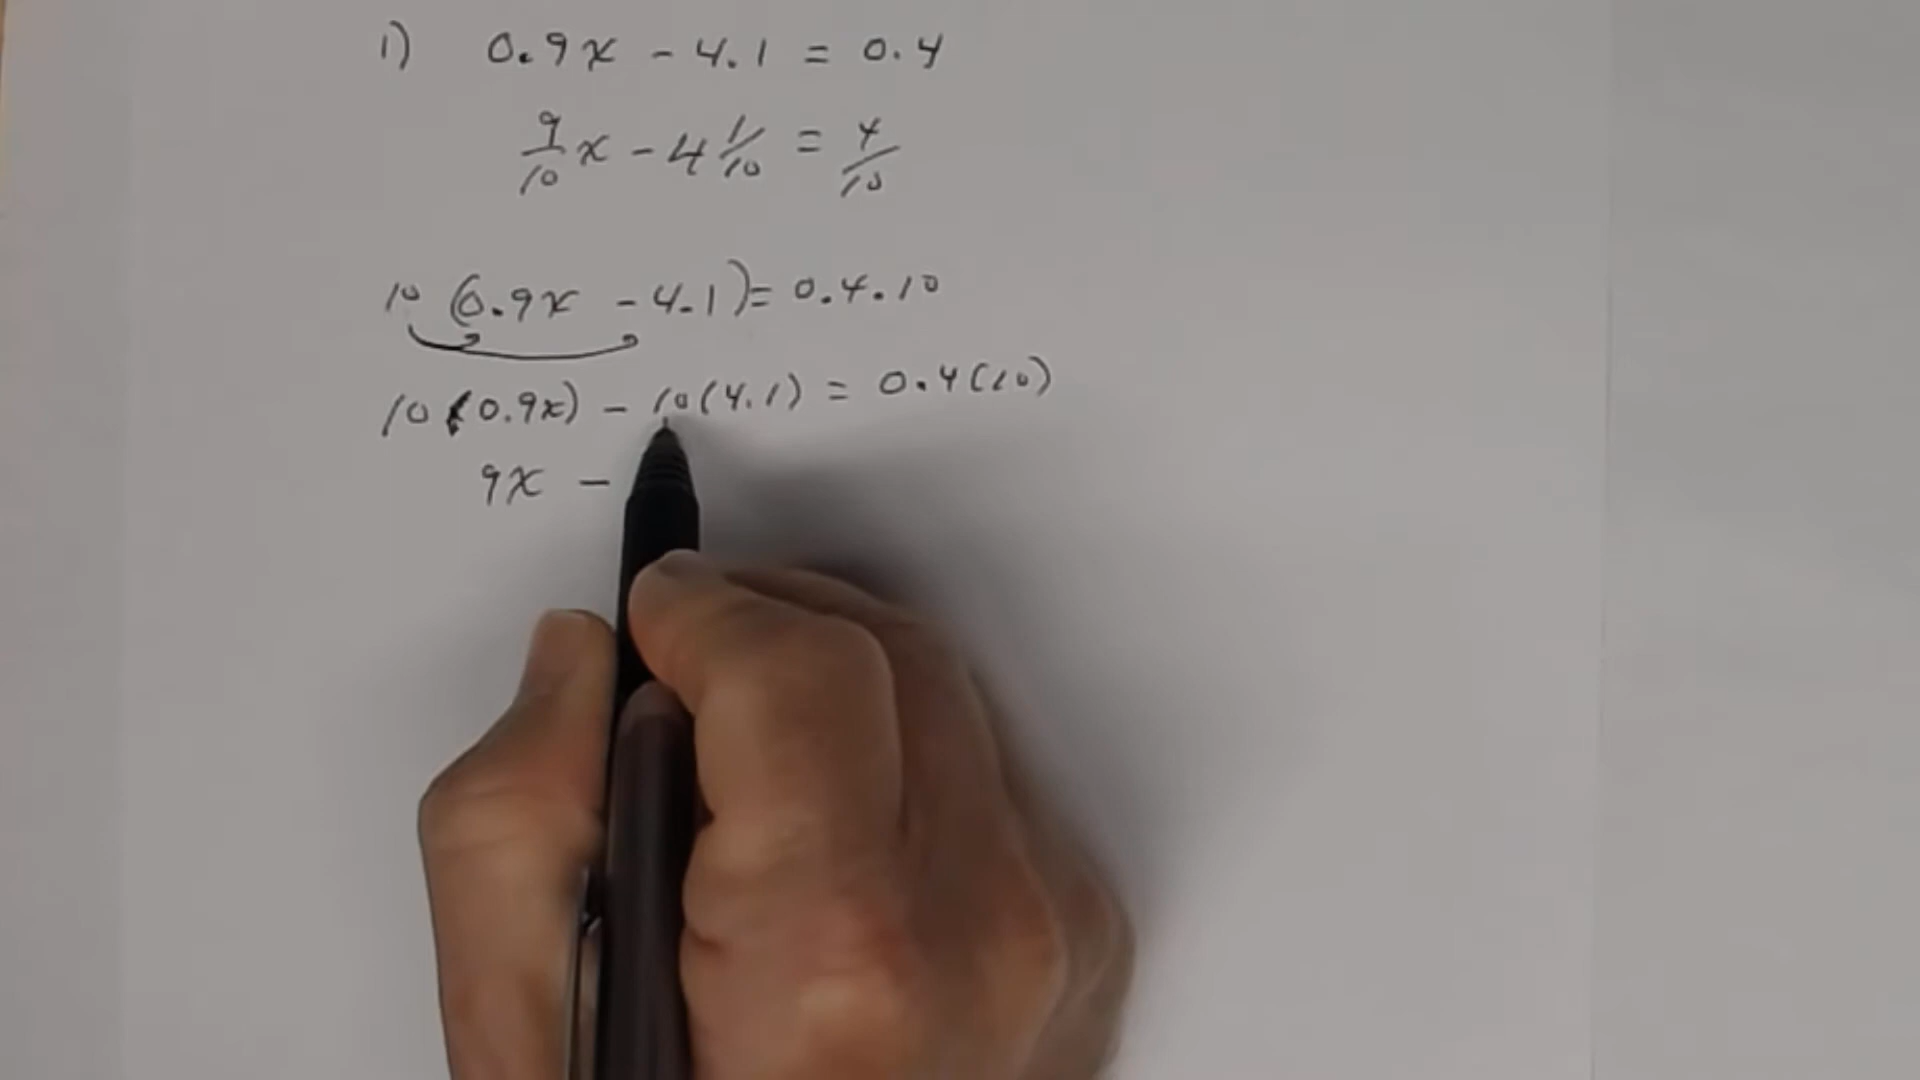 1) 0.9x - 4.1 = 0.4
9/10 x - 4 1/10 = 4/10
10 (0.9x - 4.1) = 0.4 . 10
10 (0.9x) - 10(4.1) = 0.4(10)
9x -